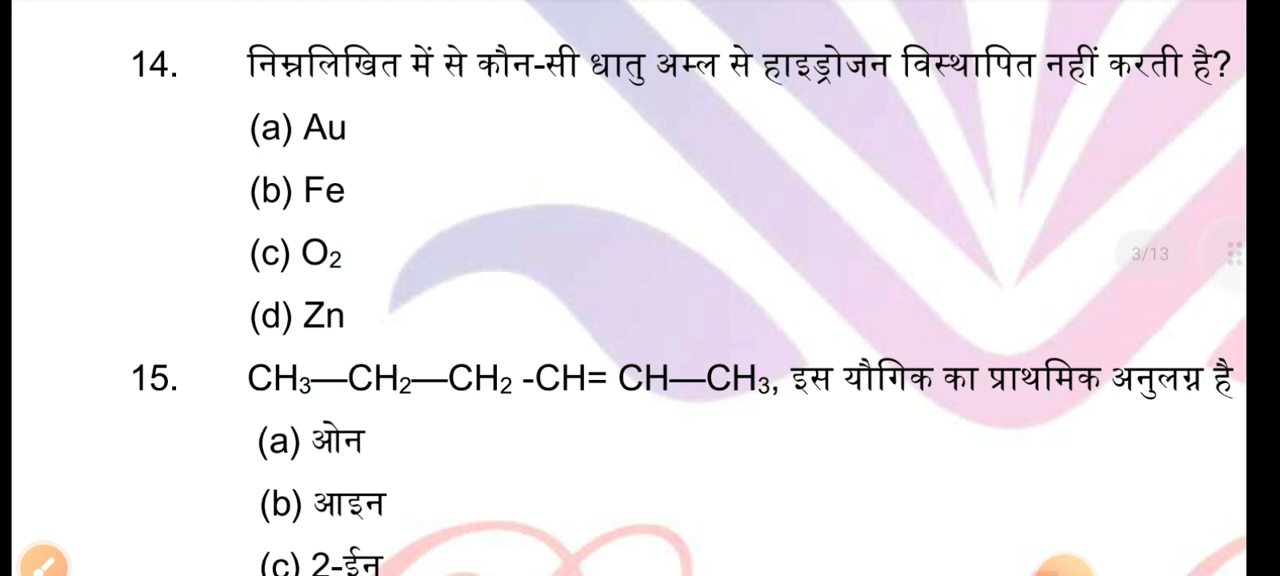 14. निम्नलिखित में से कौन-सी धातु अम्ल से हाइड्रोजन विस्थापित नहीं करती है?
(a) Au
(b) Fe
(c) O₂
(d) Zn
3/13
15. CH₃—CH₂—CH₂ -CH= CH—CH₃, इस यौगिक का प्राथमिक अनुलग्न है
(a) ओन
(b) आइन
(c) 2-ईन